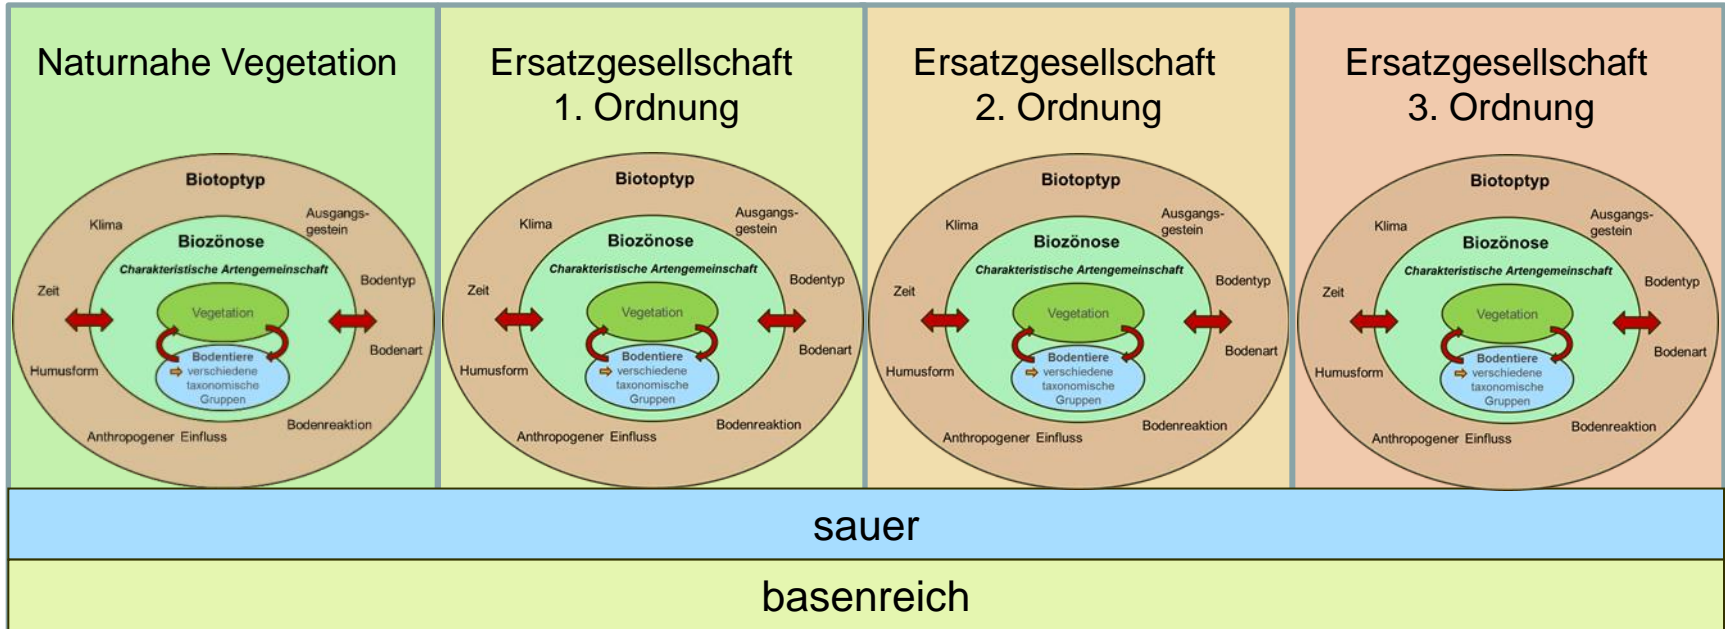 Naturnahe Vegetation
Ersatzgesellschaft
1. Ordnung
Ersatzgesellschaft
2. Ordnung
Ersatzgesellschaft
3. Ordnung
Biotoptyp
Klima
Ausgangs-
gestein
Biozönose
Charakteristische Artengemeinschaft
Zeit
Bodentyp
Vegetation
Bodenart
Bodentiere
verschiedene
taxonomische
Gruppen
Humusform
Bodenreaktion
Anthropogener Einfluss
Biotoptyp
Klima
Ausgangs-
gestein
Biozönose
Charakteristische Artengemeinschaft
Zeit
Bodentyp
Vegetation
Bodenart
Bodentiere
verschiedene
taxonomische
Gruppen
Humusform
Bodenreaktion
Anthropogener Einfluss
Biotoptyp
Klima
Ausgangs-
gestein
Biozönose
Charakteristische Artengemeinschaft
Zeit
Bodentyp
Vegetation
Bodenart
Bodentiere
verschiedene
taxonomische
Gruppen
Humusform
Bodenreaktion
Anthropogener Einfluss
Biotoptyp
Klima
Ausgangs-
gestein
Biozönose
Charakteristische Artengemeinschaft
Zeit
Bodentyp
Vegetation
Bodenart
Bodentiere
verschiedene
taxonomische
Gruppen
Humusform
Bodenreaktion
Anthropogener Einfluss
sauer
basenreich